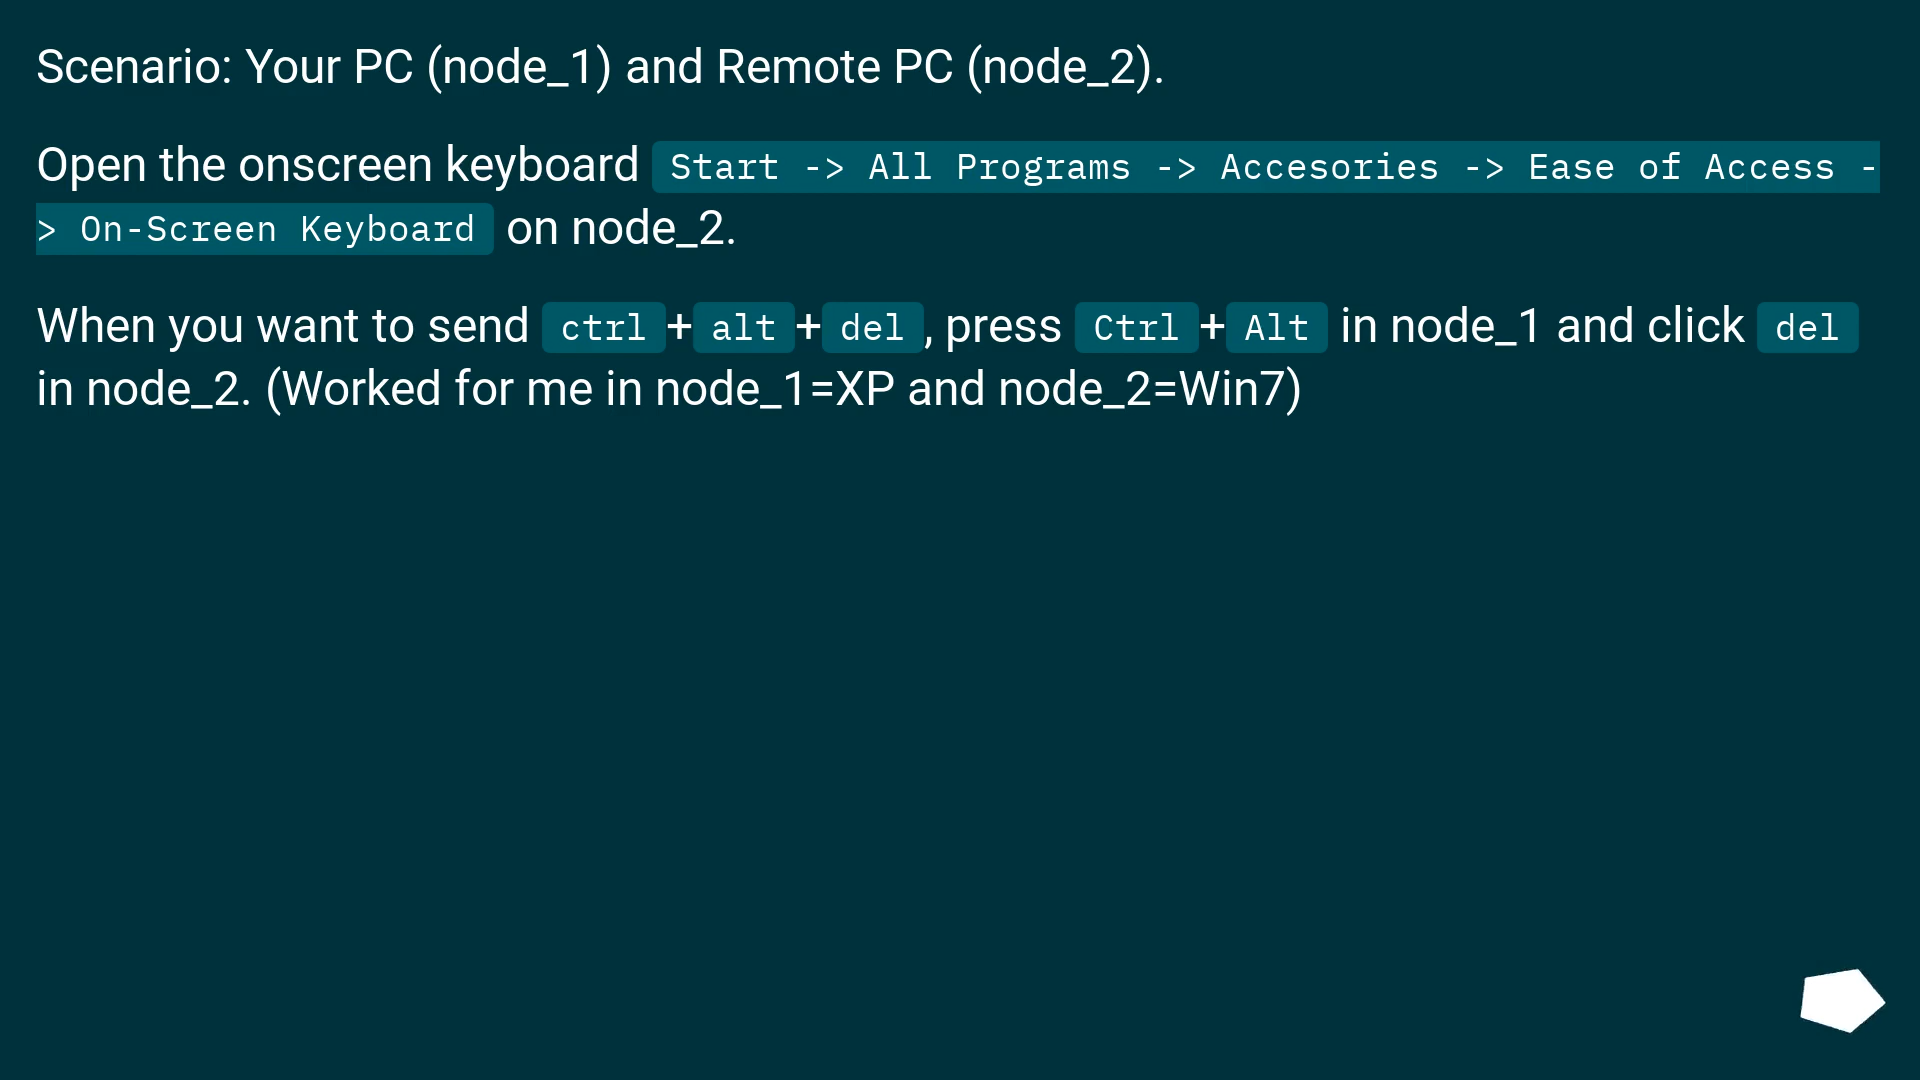 Scenario: Your PC (node_1) and Remote PC (node_2).
Open the onscreen keyboard Start -> All Programs -> Accesories -> Ease of Access -
> On-Screen Keyboard on node_2.
When you want to send ctrl+alt+del, press Ctrl+Alt in node_1 and click del
in node_2. (Worked for me in node_1=XP and node_2=Win7)